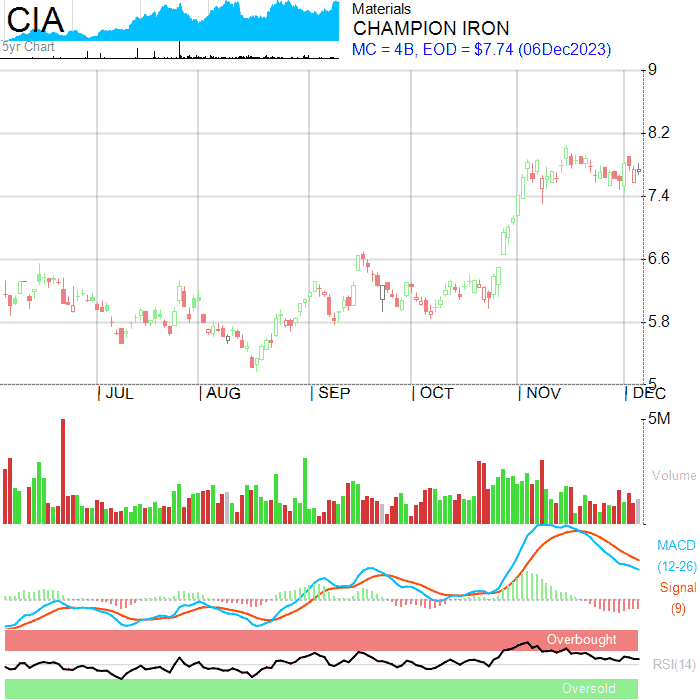 CIA
5yr Chart
Materials
CHAMPION IRON
MC = 4B, EOD = $7.74 (06Dec2023)
9
8.2
7.4
6.6
5.8
5
JUL AUG SEP OCT NOV DEC
5M
Volume
MACD
(12-26)
Signal
(9)
Overbought
RSI(14)
Oversold